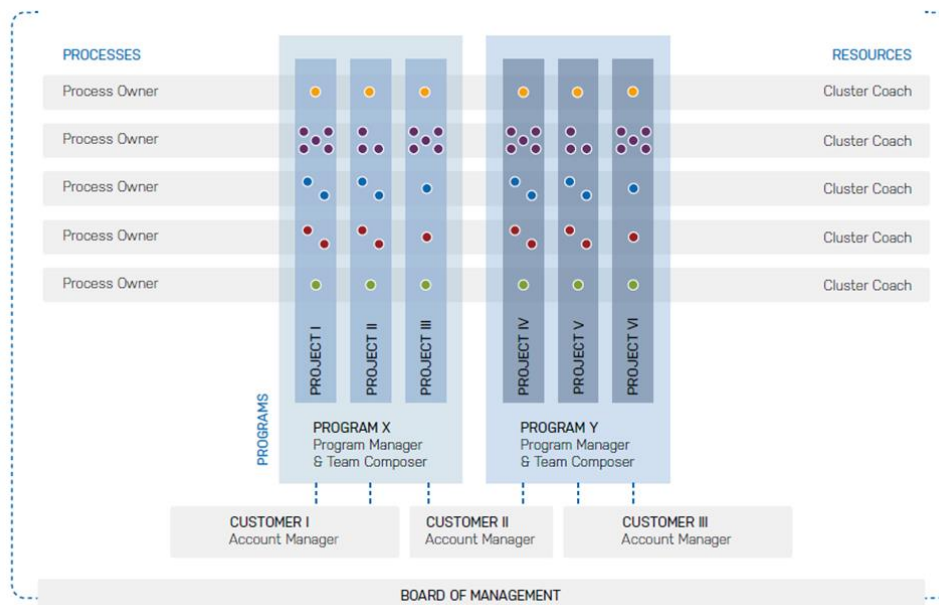 PROCESSES
RESOURCES
Process Owner
Cluster Coach
Process Owner
Cluster Coach
Process Owner
Cluster Coach
Process Owner
Cluster Coach
Process Owner
Cluster Coach
PROJECT I
PROJECT II
PROJECT III
PROJECT IV
PROJECT V
PROJECT VI
PROGRAMS
PROGRAM X
Program Manager
& Team Composer
PROGRAM Y
Program Manager
& Team Composer
CUSTOMER I
Account Manager
CUSTOMER II
Account Manager
CUSTOMER III
Account Manager
BOARD OF MANAGEMENT